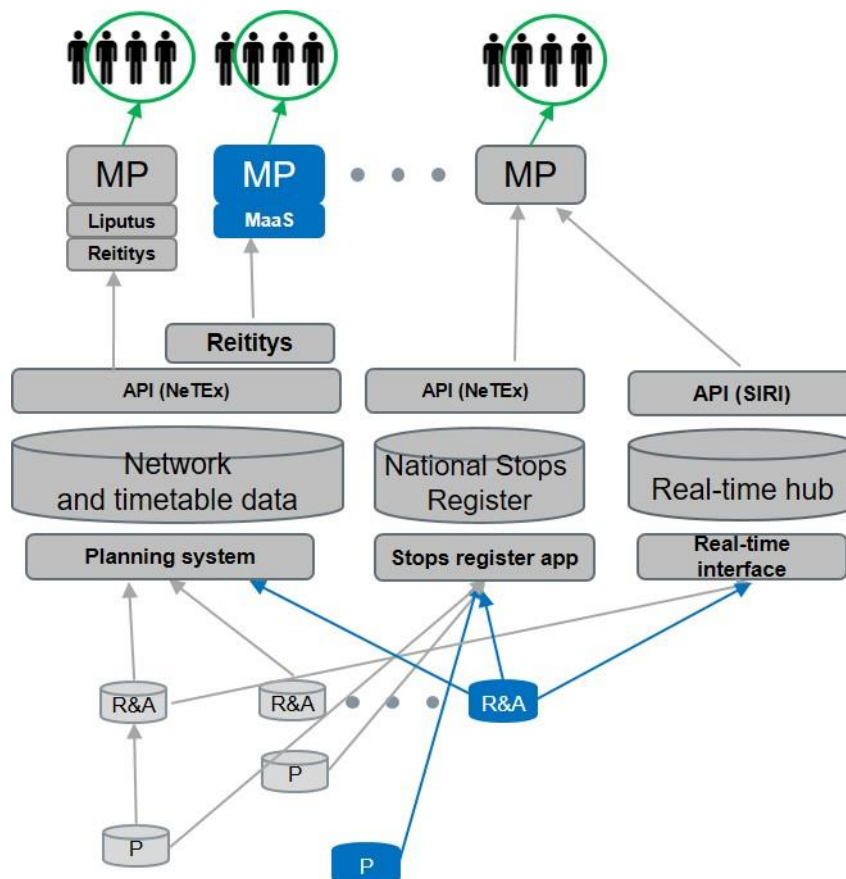 MP
Liputus
Reititys
MP
MaaS
MP
Reititys
API (NeTEx)
API (NeTEx)
API (SIRI)
Network
and timetable data
National Stops
Register
Real-time hub
Planning system
Stops register app
Real-time
interface
R&A
R&A
R&A
P
P
P